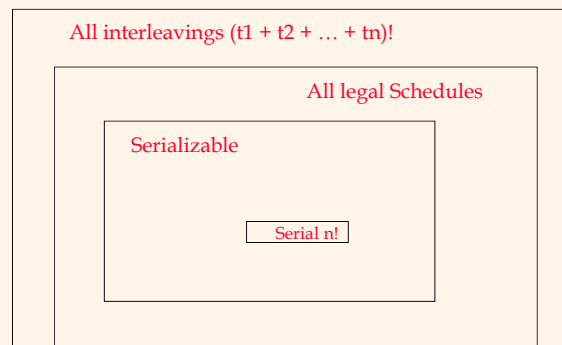 All interleavings (t1 + t2 + … + tn)!
All legal Schedules
Serializable
Serial n!